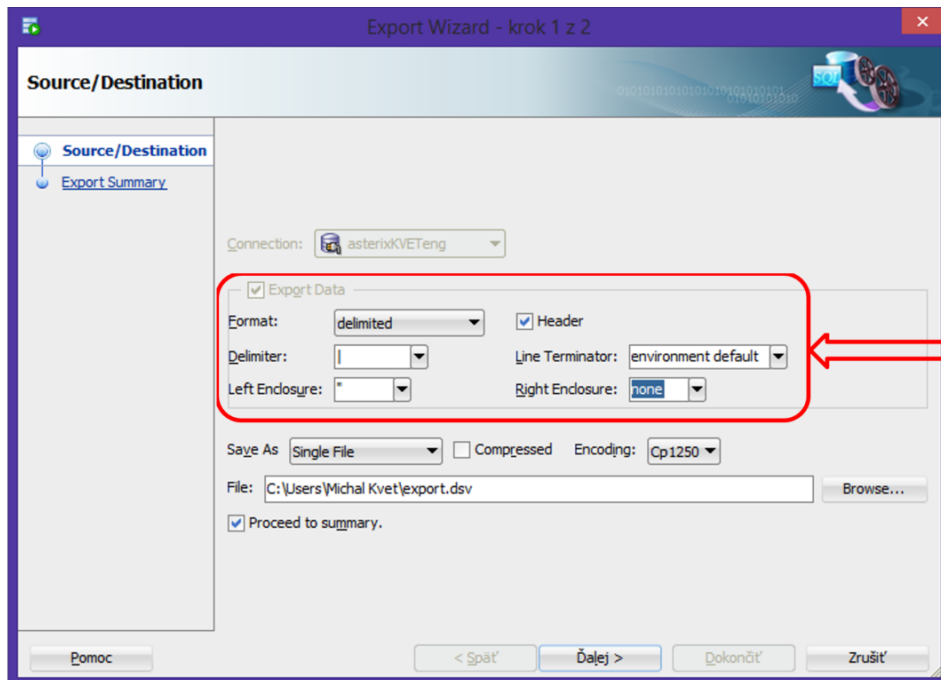 Export Wizard - krok 1 z 2
Source/Destination
SQL
Source/Destination
Export Summary
Connection: asterixKVETeng
Export Data
Format: delimited Header
Delimiter: | Line Terminator: environment default
Left Enclosure: " Right Enclosure: none
Save As Single File Compressed Encoding: Cp1250
File: C:\Users\Michal Kvet\export.dsv Browse...
Proceed to summary.
Pomoc < Späť Ďalej > Dokončiť Zrušiť